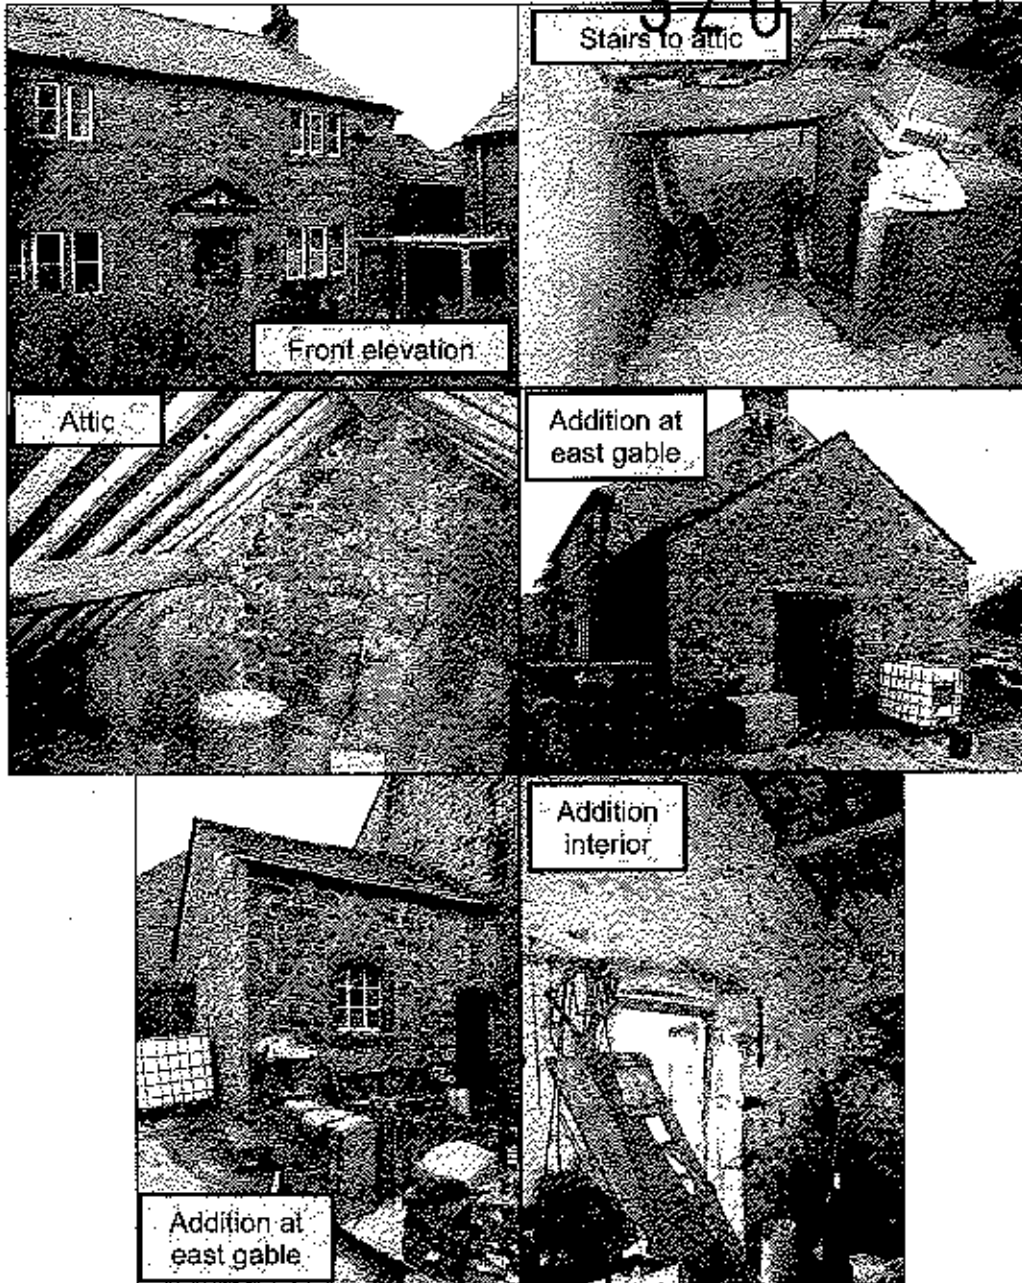 Stairs to attic
Front elevation
Attic
Addition at
east gable
Addition
interior
Addition at
east gable